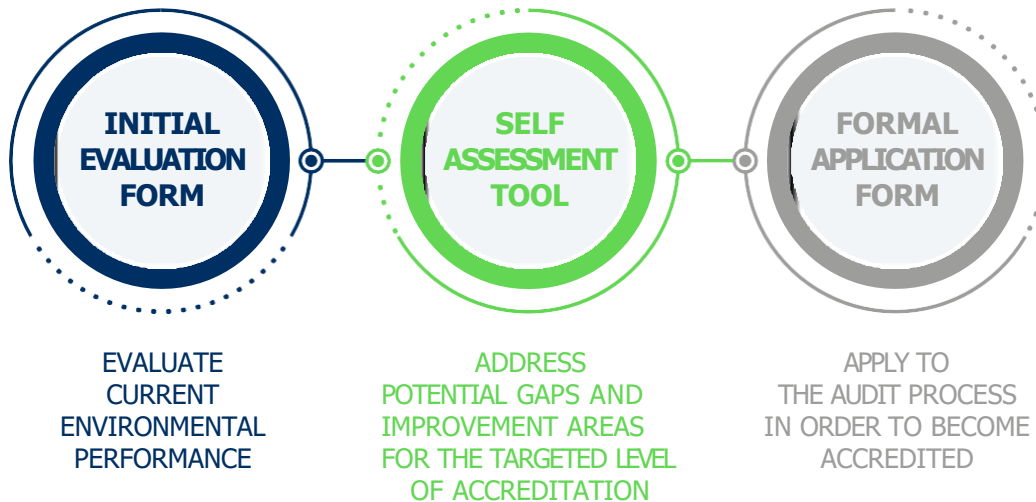 INITIAL
EVALUATION
FORM
SELF
ASSESSMENT
TOOL
FORMAL
APPLICATION
FORM
EVALUATE
CURRENT
ENVIRONMENTAL
PERFORMANCE
ADDRESS
POTENTIAL GAPS AND
IMPROVEMENT AREAS
FOR THE TARGETED LEVEL
OF ACCREDITATION
APPLY TO
THE AUDIT PROCESS
IN ORDER TO BECOME
ACCREDITED